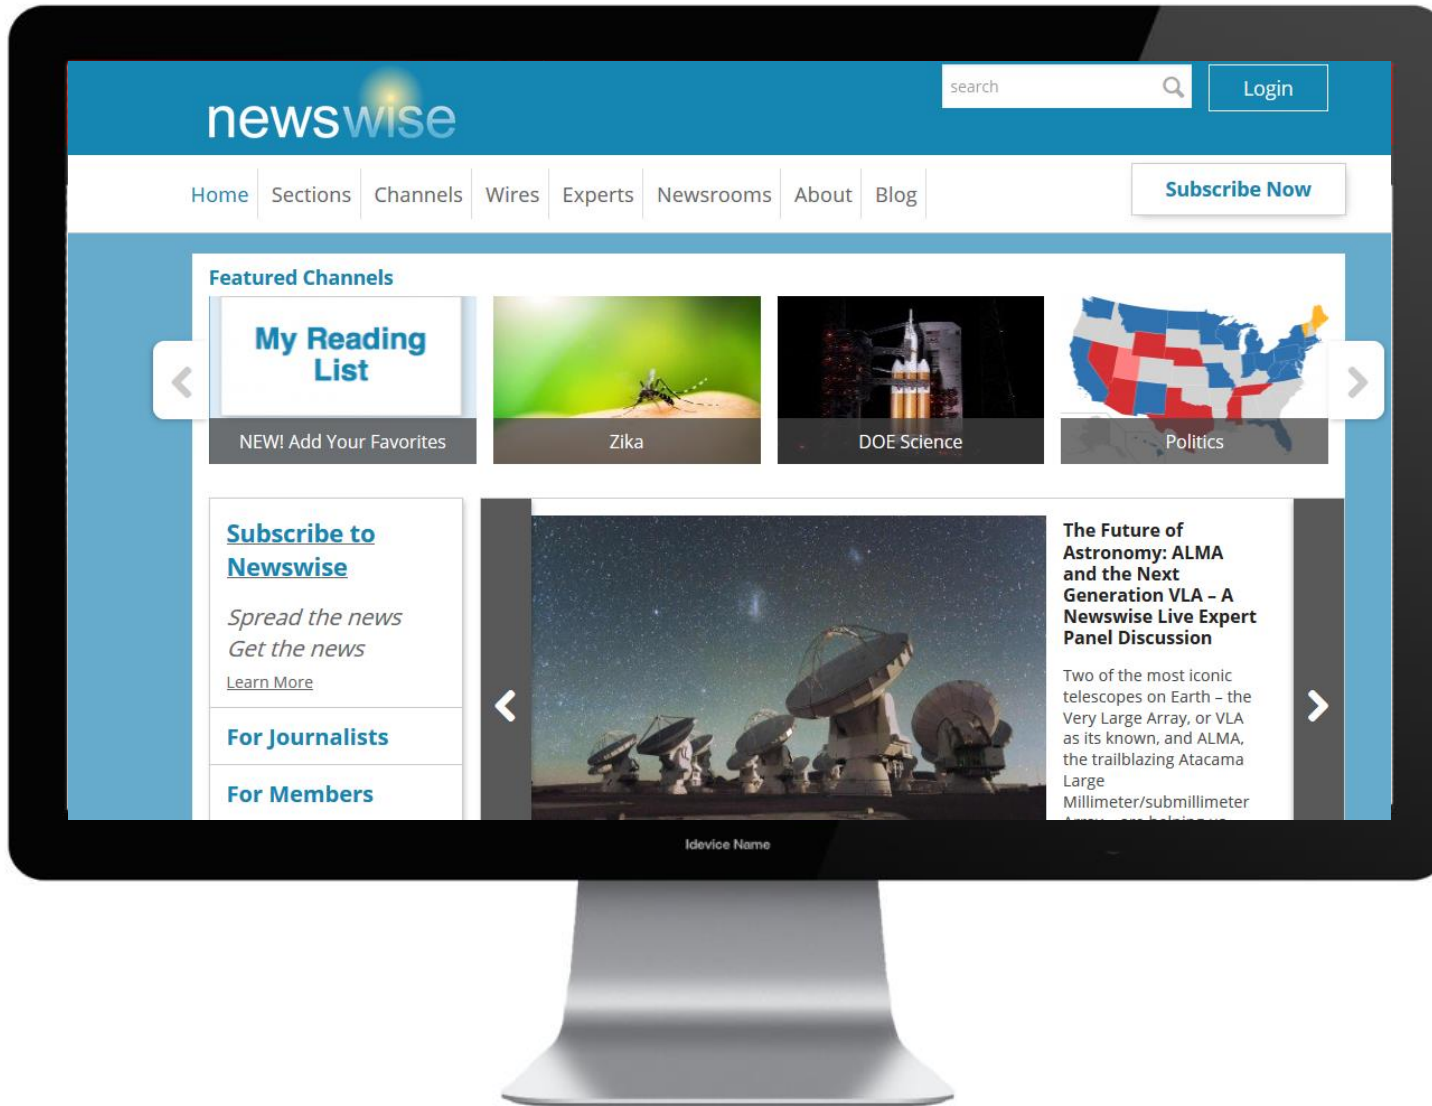 newswise
search
Login
Home Sections Channels Wires Experts Newsrooms About Blog
Subscribe Now
Featured Channels
My Reading
List
NEW! Add Your Favorites
Zika
DOE Science
Politics
Subscribe to
Newswise
Spread the news
Get the news
Learn More
For Journalists
For Members
The Future of
Astronomy: ALMA
and the Next
Generation VLA – A
Newswise Live Expert
Panel Discussion
Two of the most iconic
telescopes on Earth – the
Very Large Array, or VLA
as its known, and ALMA,
the trailblazing Atacama
Large
Millimeter/submillimeter
Idevice Name